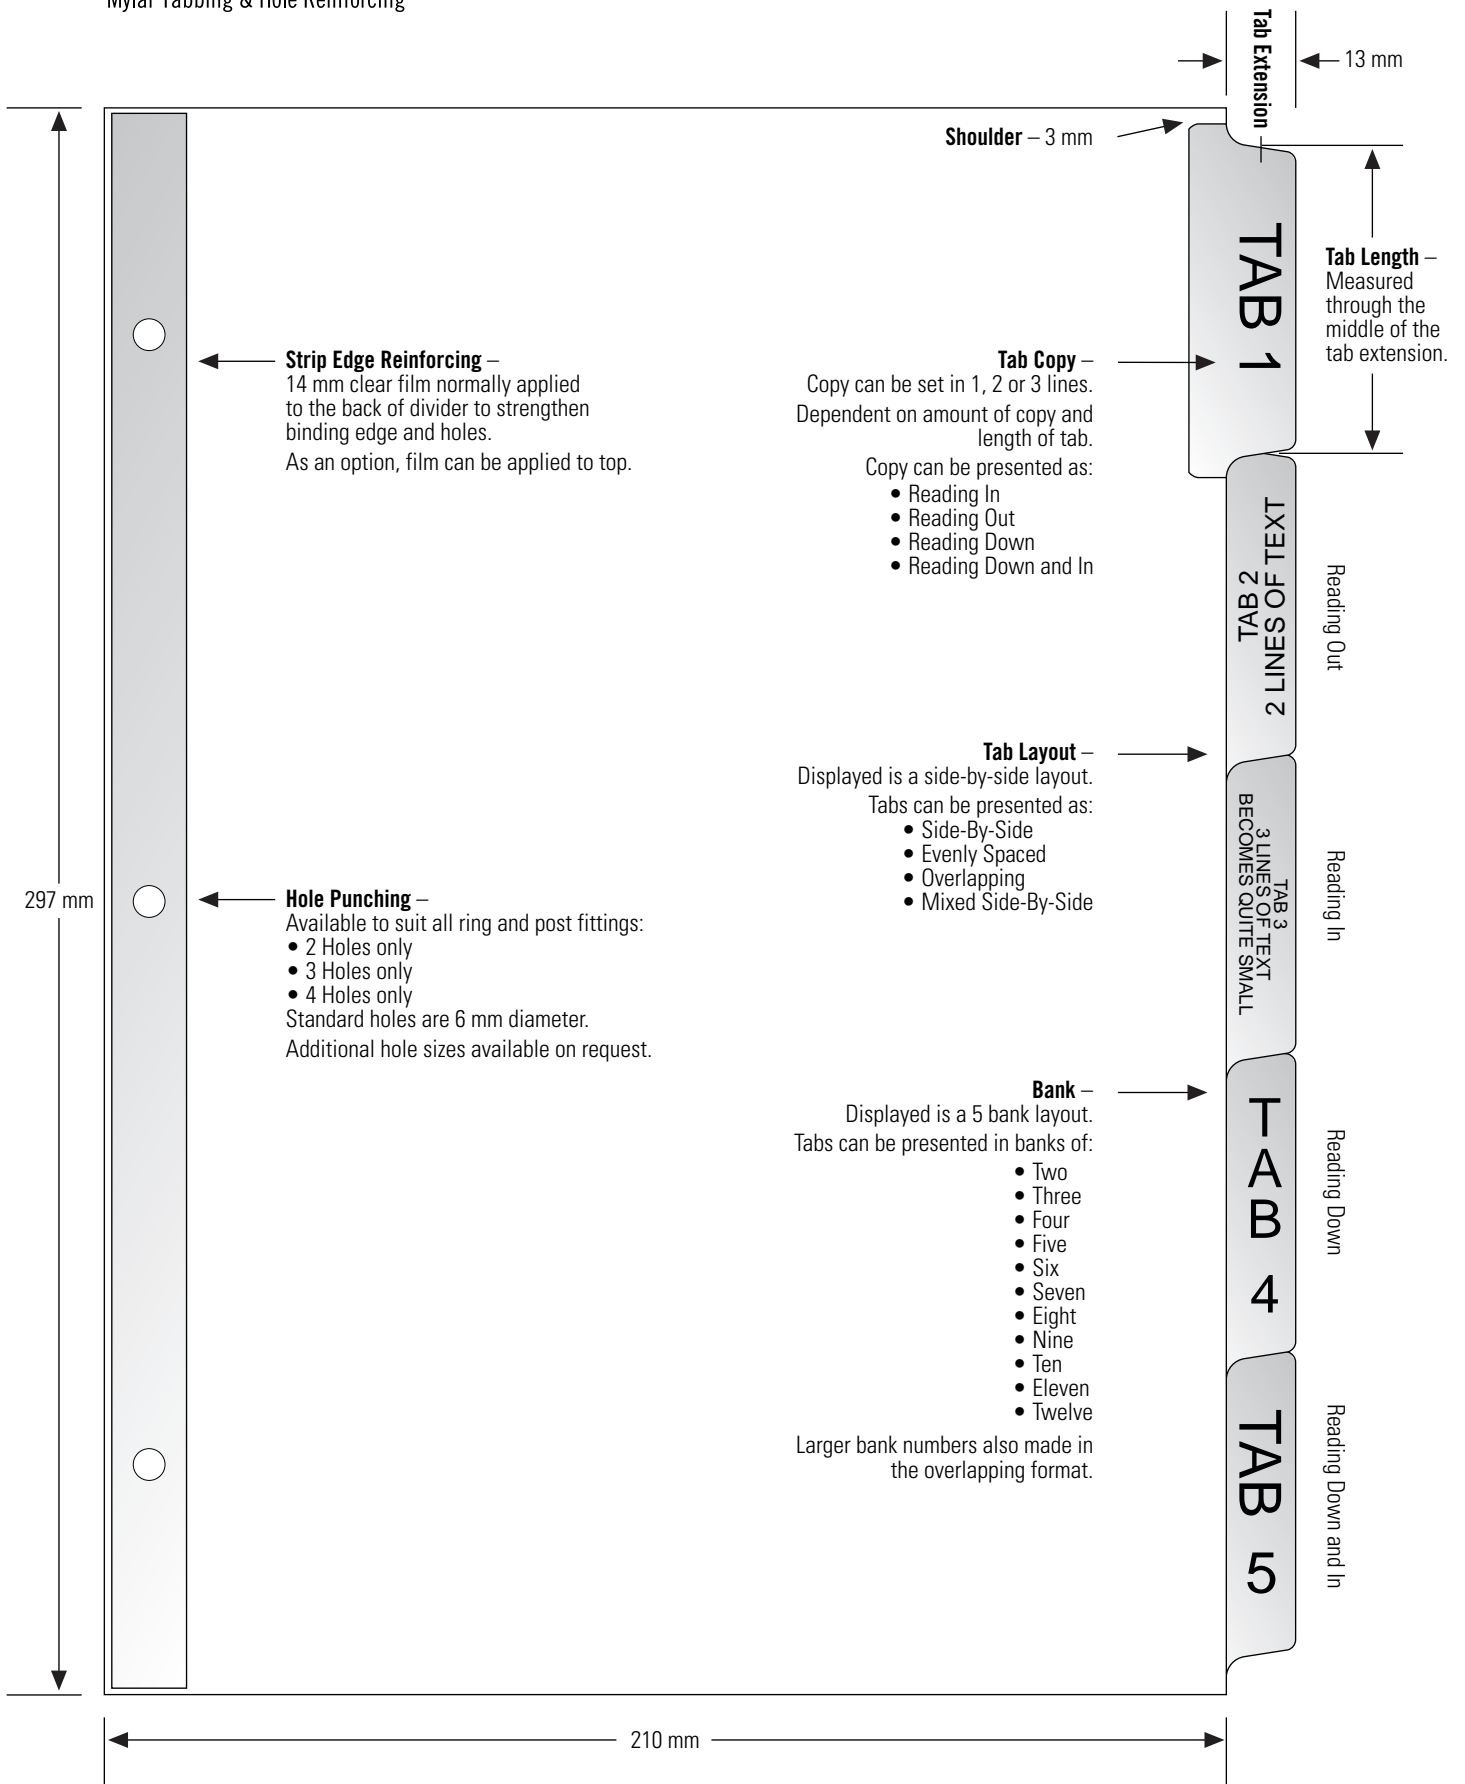 Mylar Tabbing & Hole Reinforcing
Tab Extension
13 mm
Shoulder – 3 mm
TAB 1
Tab Length –
Measured
through the
middle of the
tab extension.
Strip Edge Reinforcing –
14 mm clear film normally applied
to the back of divider to strengthen
binding edge and holes.
As an option, film can be applied to top.
Tab Copy –
Copy can be set in 1, 2 or 3 lines.
Dependent on amount of copy and
length of tab.
Copy can be presented as:
• Reading In
• Reading Out
• Reading Down
• Reading Down and In
TAB 2
2 LINES OF TEXT
Reading Out
Tab Layout –
Displayed is a side-by-side layout.
Tabs can be presented as:
• Side-By-Side
• Evenly Spaced
• Overlapping
• Mixed Side-By-Side
TAB 3
3 LINES OF TEXT
BECOMES QUITE SMALL
Reading In
297 mm
Hole Punching –
Available to suit all ring and post fittings:
• 2 Holes only
• 3 Holes only
• 4 Holes only
Standard holes are 6 mm diameter.
Additional hole sizes available on request.
Bank –
Displayed is a 5 bank layout.
Tabs can be presented in banks of:
• Two
• Three
• Four
• Five
• Six
• Seven
• Eight
• Nine
• Ten
• Eleven
• Twelve
Larger bank numbers also made in
the overlapping format.
T
A
B
4
Reading Down
TAB 5
Reading Down and In
210 mm